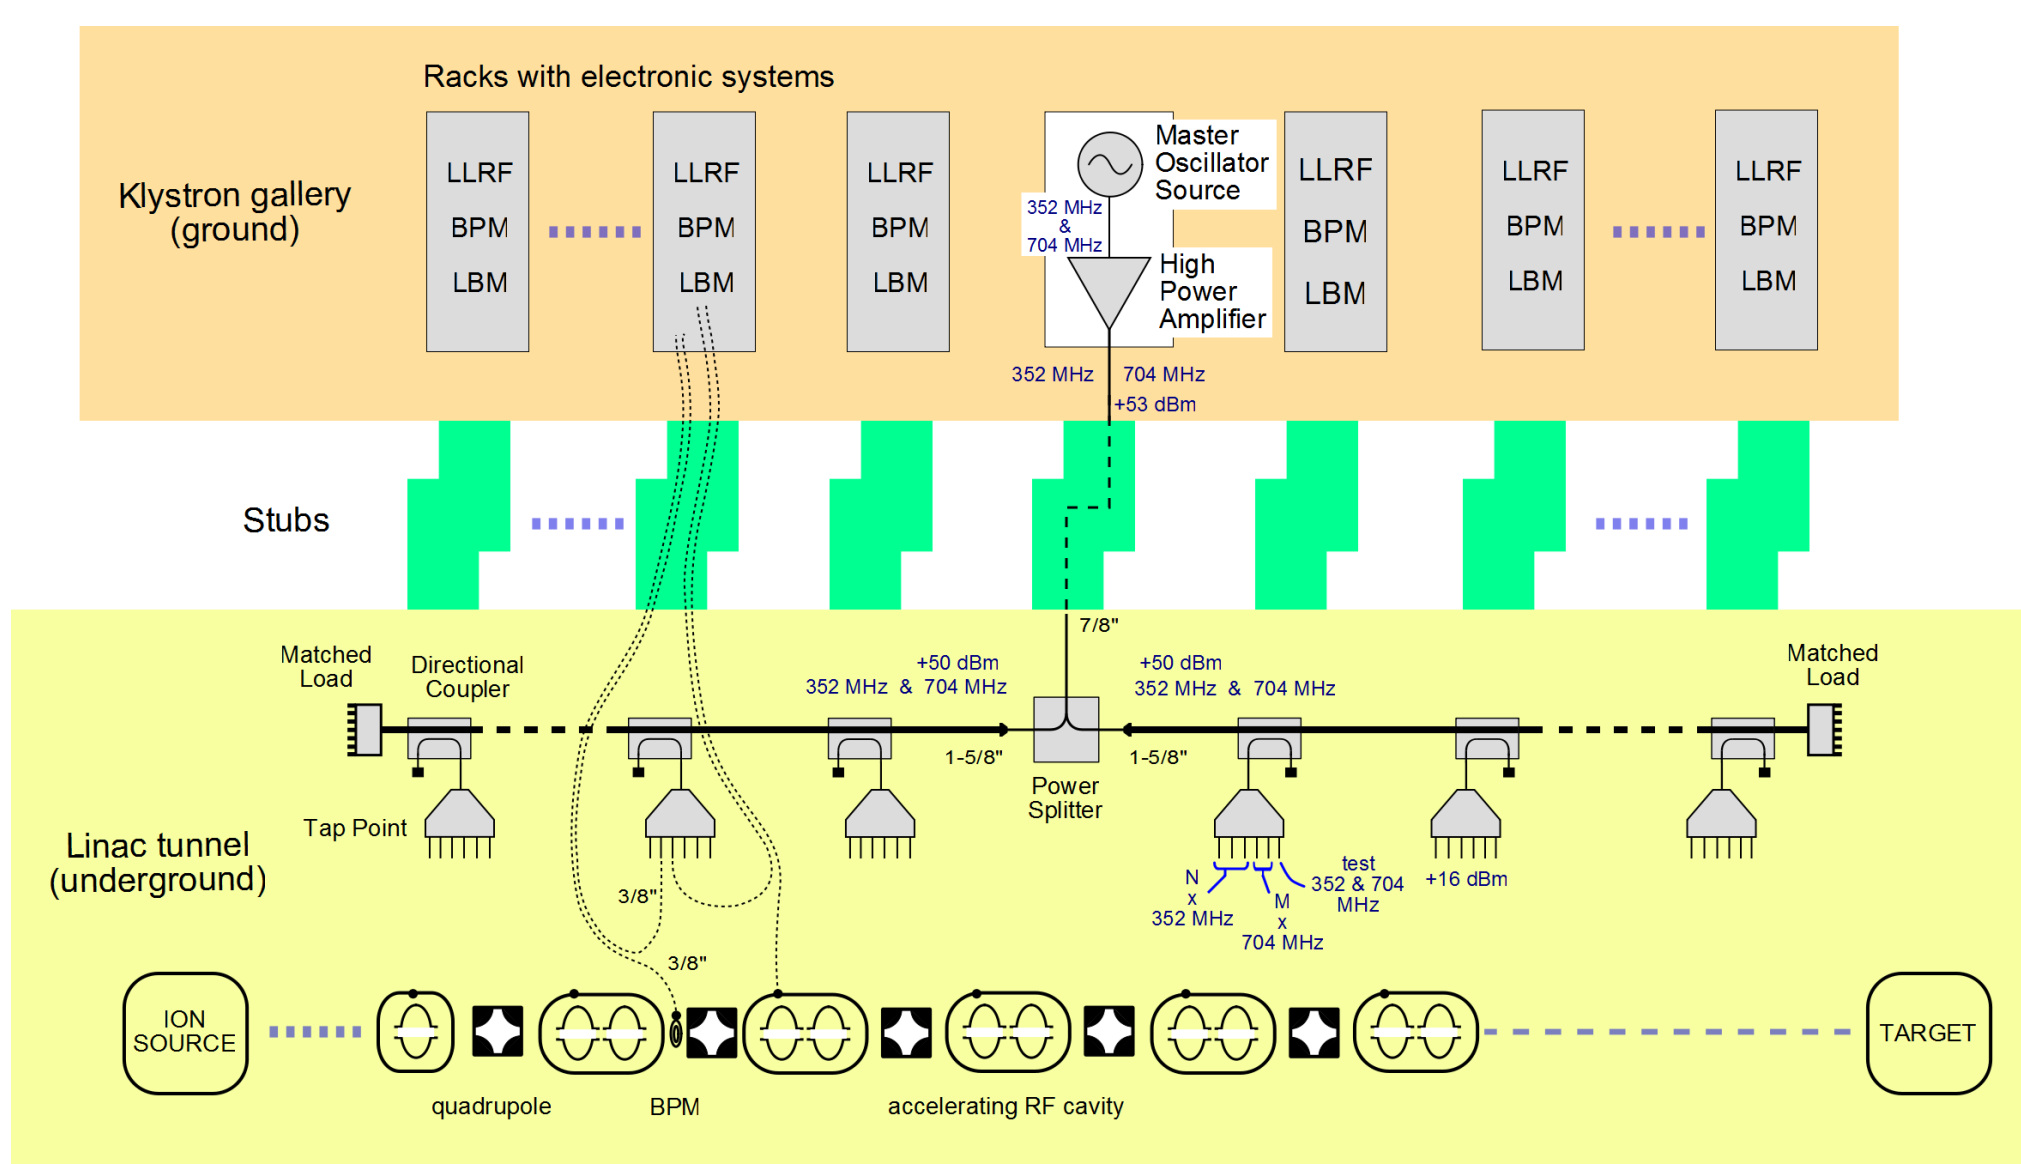 Racks with electronic systems
Klystron gallery
(ground)
LLRF
BPM
LBM
LLRF
BPM
LBM
LLRF
BPM
LBM
Master
Oscillator
Source
352 MHz
&
704 MHz
High
Power
Amplifier
LLRF
BPM
LBM
LLRF
BPM
LBM
LLRF
BPM
LBM
352 MHz
704 MHz
+53 dBm
Stubs
7/8"
Matched
Load
Directional
Coupler
+50 dBm
352 MHz & 704 MHz
+50 dBm
352 MHz & 704 MHz
Matched
Load
1-5/8"
1-5/8"
Power
Splitter
Tap Point
Linac tunnel
(underground)
3/8"
3/8"
N
x
352 MHz
M
x
704 MHz
test
352 & 704
MHz
+16 dBm
ION
SOURCE
TARGET
quadrupole
BPM
accelerating RF cavity